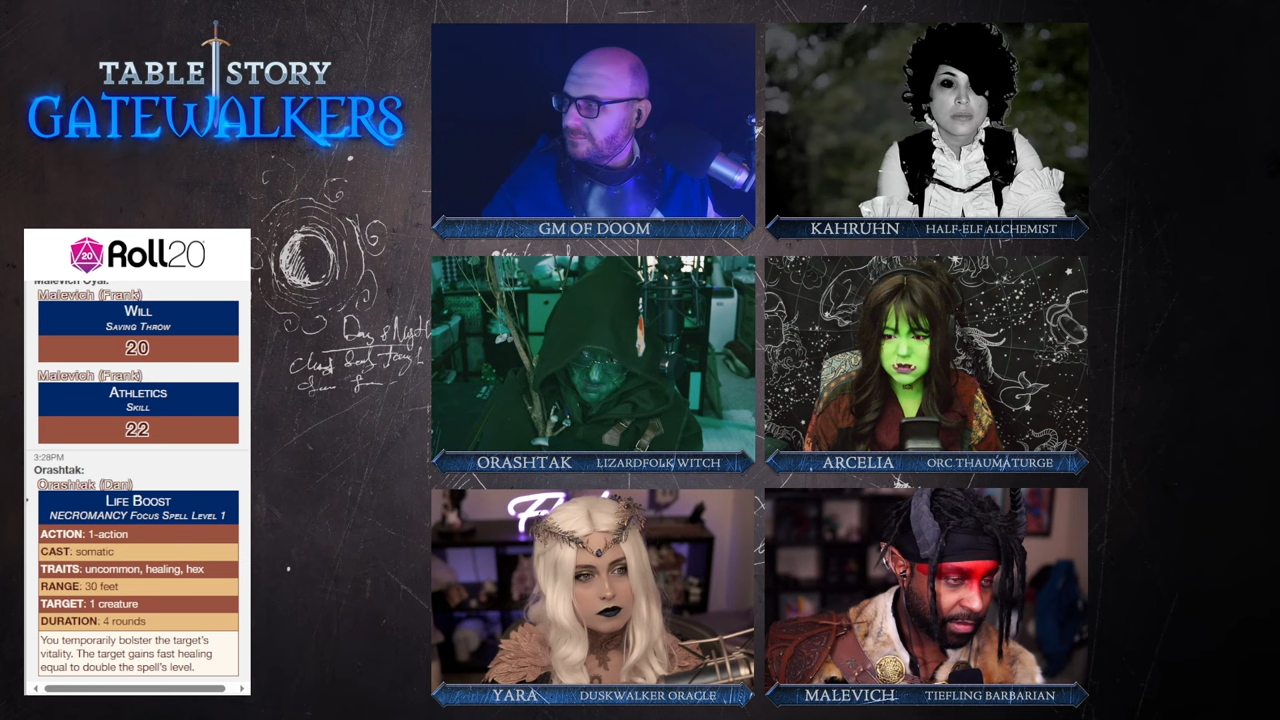 TABLE STORY
GATEWALKERS
Roll20
20
Malevich (Frank)
WILL
SAVING THROW
20
Malevich (Frank)
ATHLETICS
SKILL
22
3:28PM
Orashtak:
Orashtak (Dan)
LIFE BOOST
NECROMANCY FOCUS SPELL LEVEL 1
ACTION: 1-action
CAST: somatic
TRAITS: uncommon, healing, hex
RANGE: 30 feet
TARGET: 1 creature
DURATION: 4 rounds
You temporarily bolster the target's
vitality. The target gains fast healing
equal to double the spell's level.
GM OF DOOM
KAHRUHN HALF-ELF ALCHEMIST
ORASHTAK LIZARDFOLK WITCH
ARCELIA ORC THAUMATURGE
YARA DUSKWALKER ORACLE
MALEVICH TIEFLING BARBARIAN